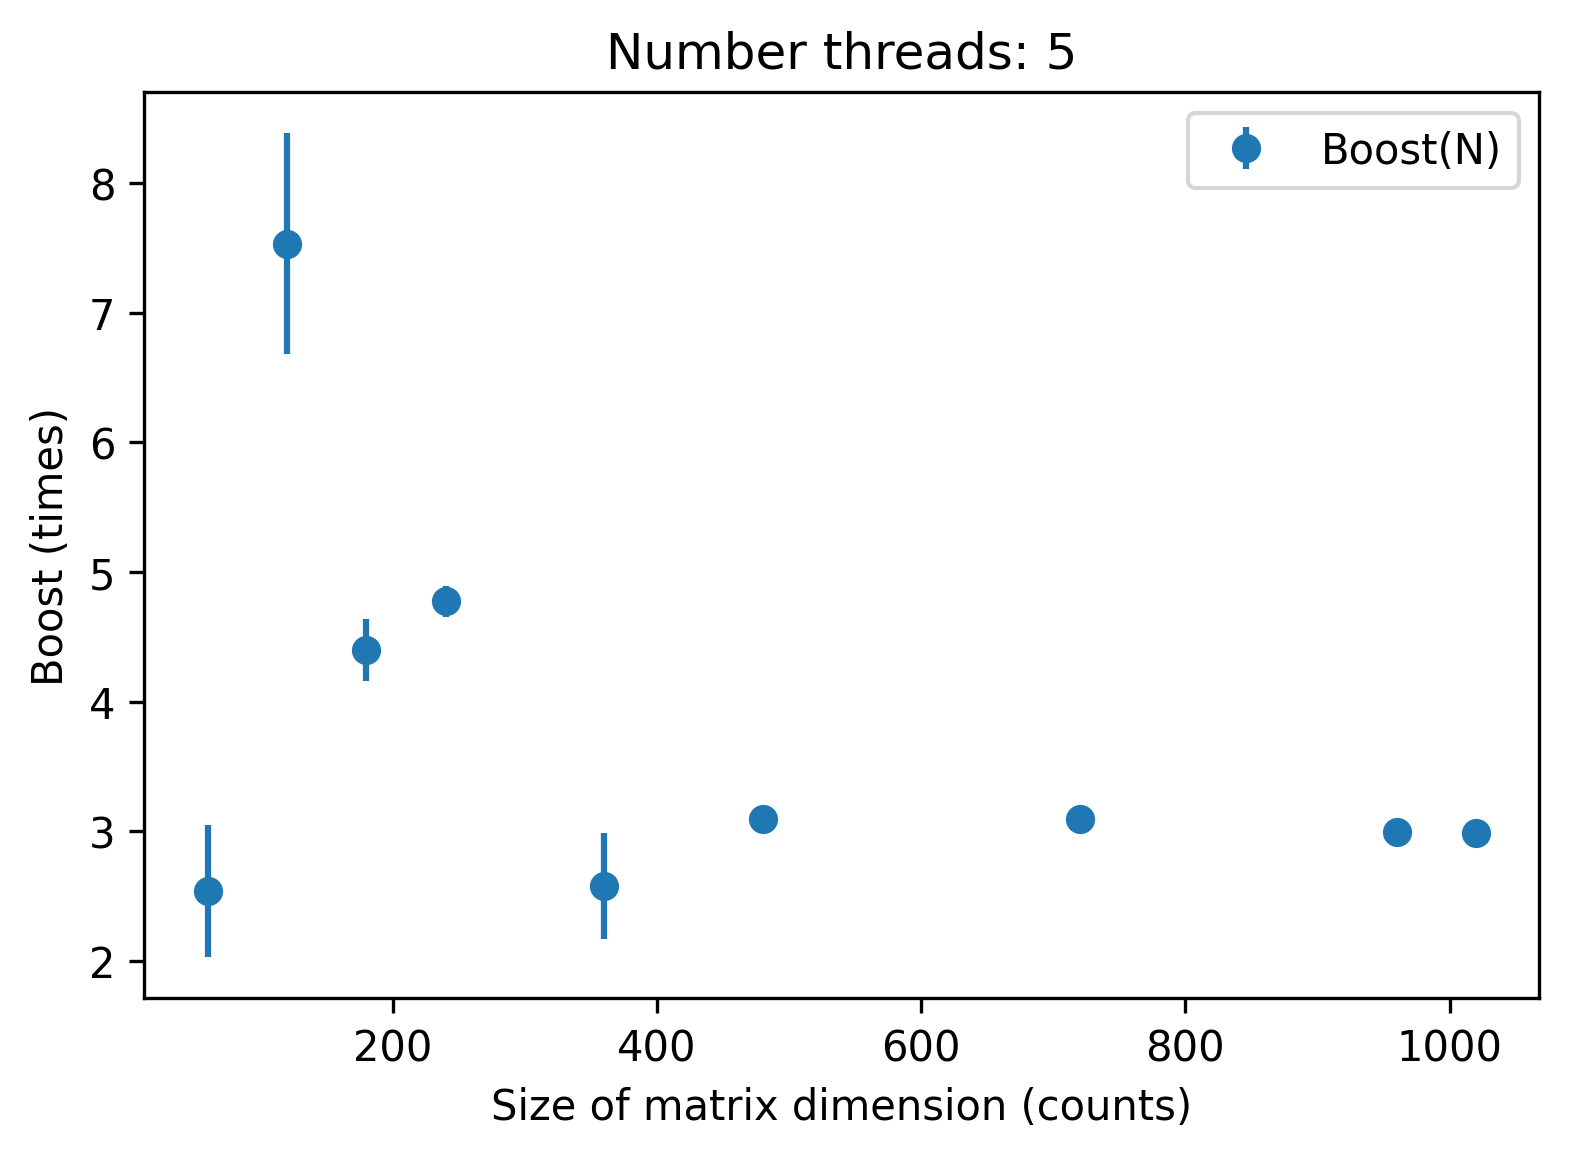 Number threads: 5
Boost(N)
8
7
6
5
4
3
2
Boost (times)
200 400 600 800 1000
Size of matrix dimension (counts)